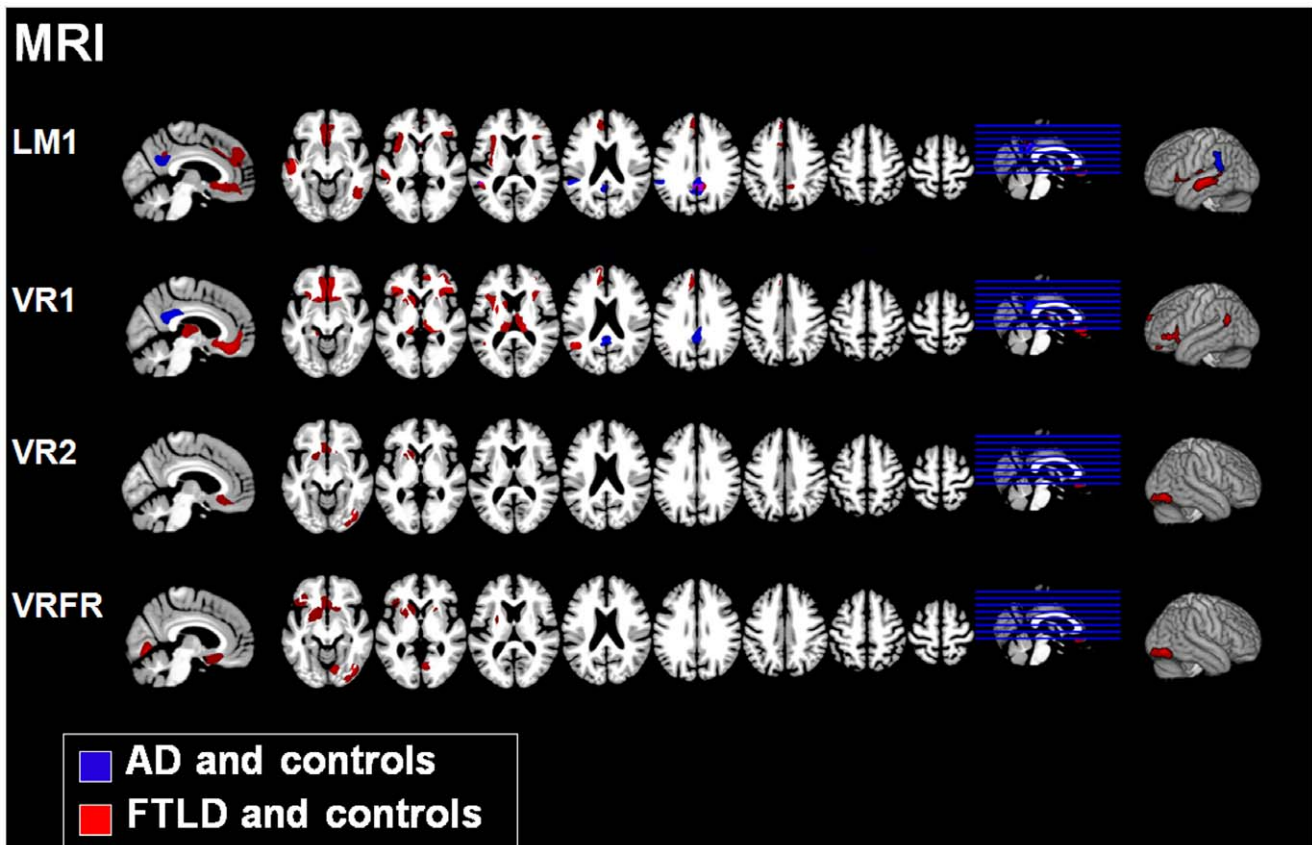 MRI
LM1
VR1
VR2
VRFR
AD and controls
FTLD and controls